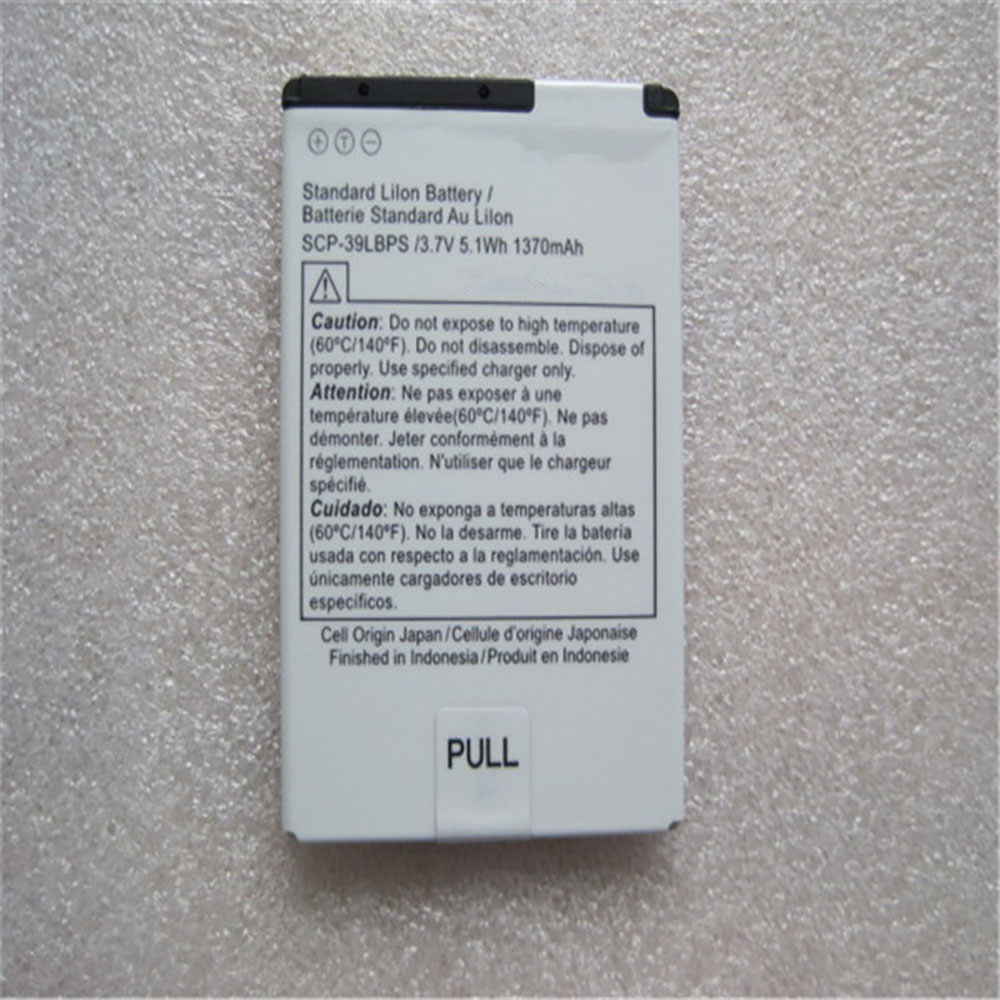 + T −
Standard LiIon Battery /
Batterie Standard Au LiIon
SCP-39LBPS /3.7V 5.1Wh 1370mAh
Caution: Do not expose to high temperature
(60ºC/140ºF). Do not disassemble. Dispose of
properly. Use specified charger only.
Attention: Ne pas exposer à une
température élevée(60ºC/140ºF). Ne pas
démonter. Jeter conformément à la
réglementation. N'utiliser que le chargeur
spécifié.
Cuidado: No exponga a temperaturas altas
(60ºC/140ºF). No la desarme. Tire la batería
usada con respecto a la reglamentación. Use
únicamente cargadores de escritorio
específicos.
Cell Origin Japan/Cellule d'origine Japonaise
Finished in Indonesia/Produit en Indonesie
PULL